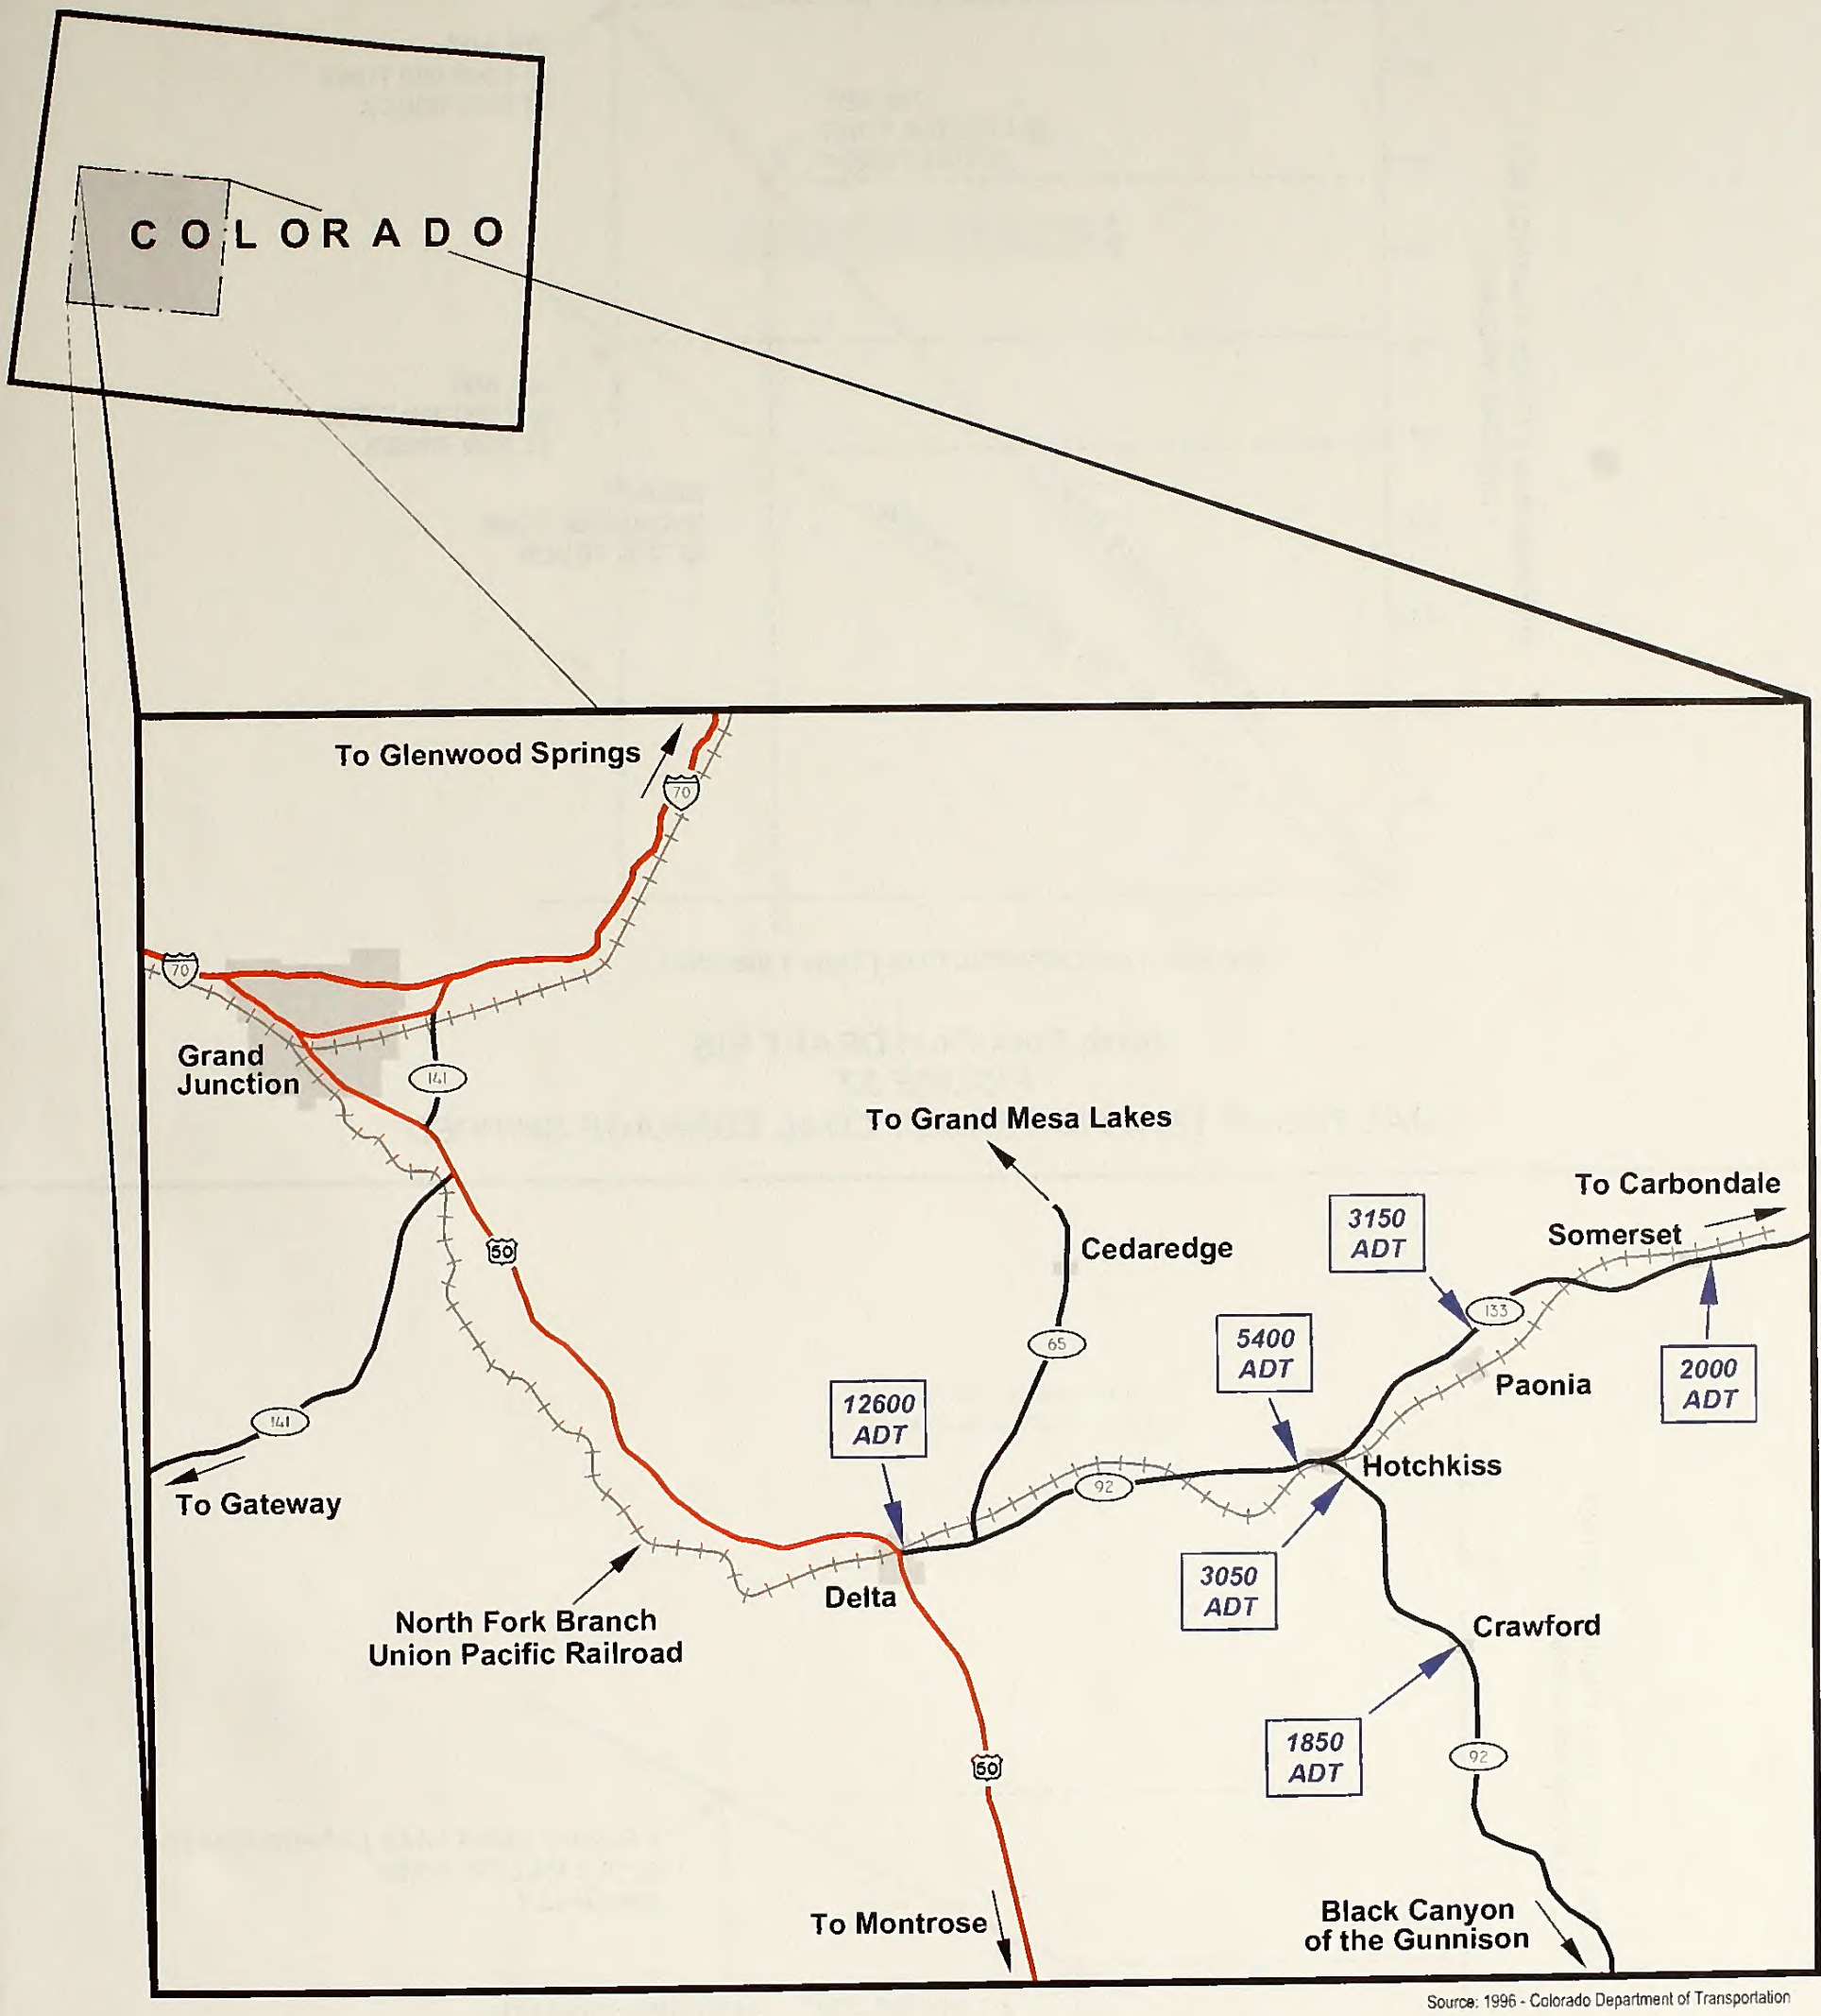 COLORADO
To Glenwood Springs
70
70
Grand
Junction
141
To Grand Mesa Lakes
To Carbondale
3150
ADT
Somerset
50
Cedaredge
133
5400
ADT
65
2000
ADT
12600
ADT
Paonia
141
Hotchkiss
92
To Gateway
3050
ADT
Delta
North Fork Branch
Union Pacific Railroad
Crawford
1850
ADT
92
50
Black Canyon
of the Gunnison
To Montrose
Source: 1996 - Colorado Department of Transportation